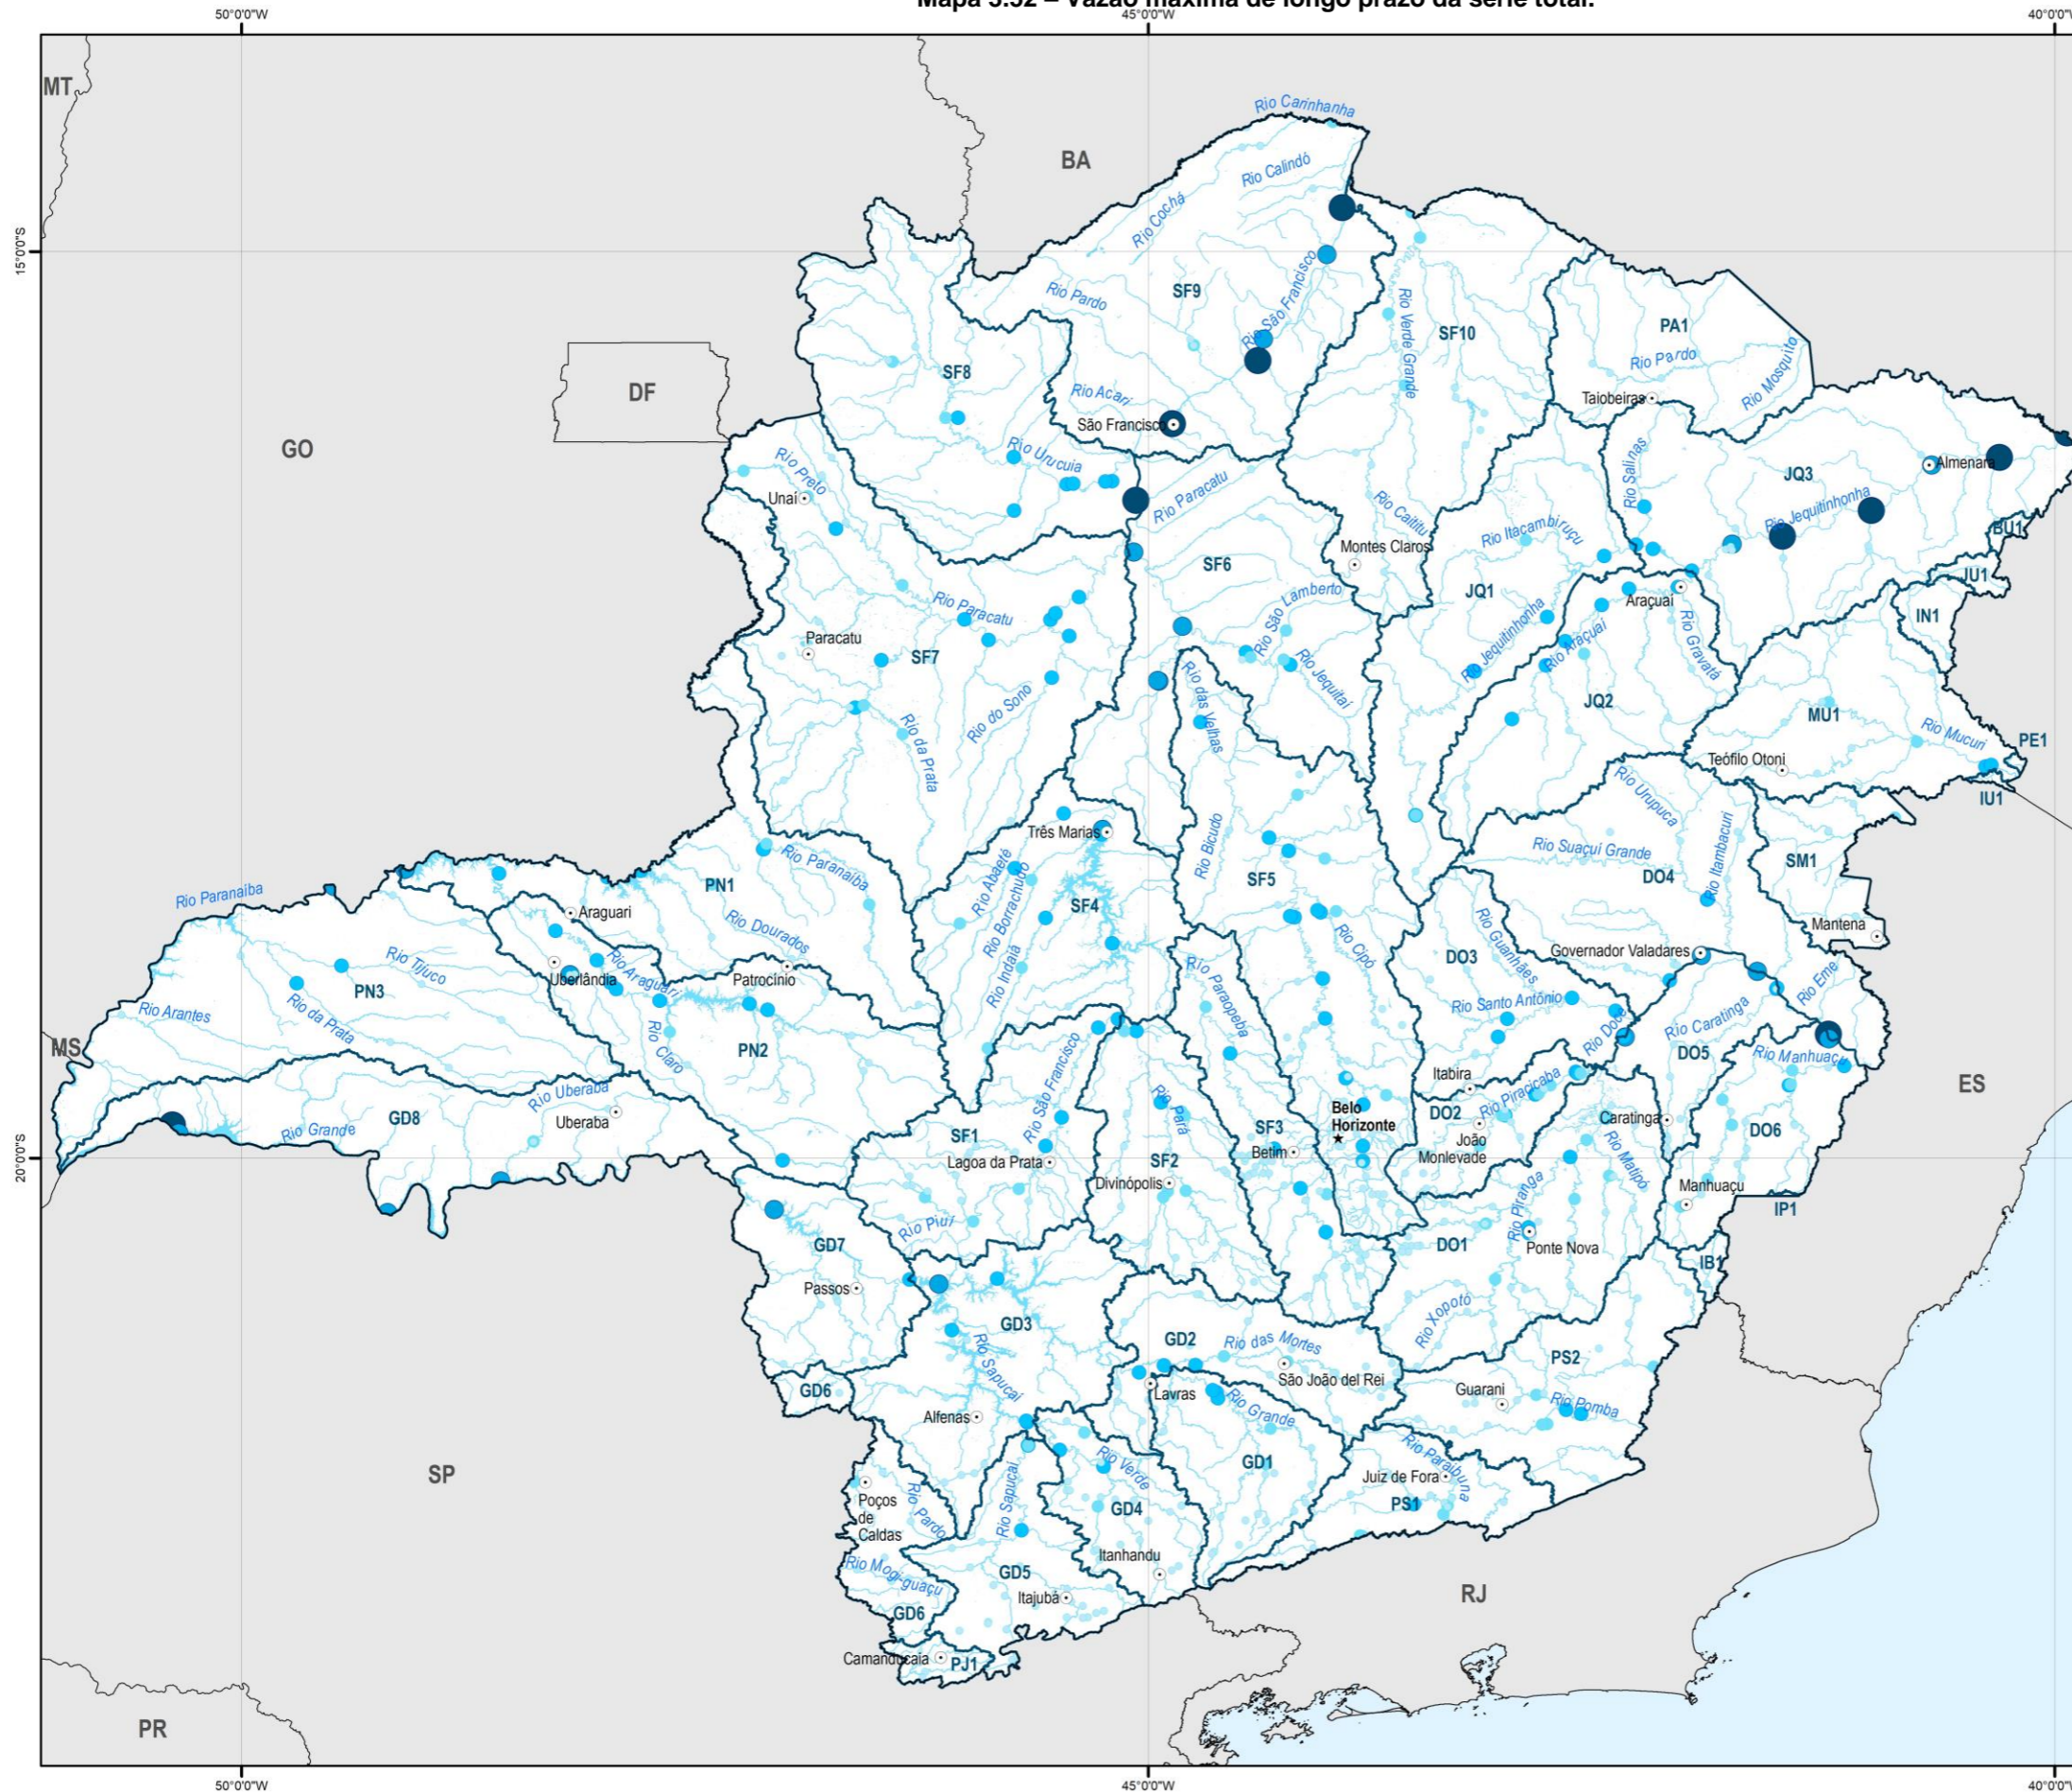 Mapa 3.52 – Vazão máxima de longo prazo da série total.
50°0'0"W
45°0'0"W
40°0'0"W
MT
Rio Carinhanha
BA
Rio Calindó
Rio Cochá
15°0'0"S
Rio Pardo
SF9
Rio São Francisco
Rio Verde Grande
SF10
PA1
Rio Pardo
Rio Mosquito
SF8
DF
Rio Acari
Taiobeiras
São Francisco
GO
Rio Urucuia
Rio Preto
Unaí
Rio Paracatu
Rio Salinas
JQ3
Almenara
Rio Jequitinhonha
BU1
Rio Caititu
Rio Itacambiruçu
Montes Claros
SF6
JU1
JQ1
Araçuaí
IN1
Rio São Lamberto
Rio Paracatu
Paracatu
SF7
Rio Jequitinhonha
Rio Araçuaí
Rio Gravatá
Rio Jequitaí
Rio das Velhas
Rio do Sono
JQ2
MU1
Rio da Prata
Rio Mucuri
PE1
Teófilo Otoni
IU1
Rio Urupuca
Três Marias
Rio Bicudo
Rio Suaçuí Grande
Rio Itambacuri
SM1
Rio Paranaíba
PN1
Rio Abaeté
Rio Borrachudo
SF4
SF5
DO4
Rio Paranaíba
Araguari
Rio Dourados
Rio Indaiá
Rio Cipó
Rio Guanhães
Mantena
Governador Valadares
DO3
Uberlândia
Rio Araguari
Patrocínio
Rio Tijuco
PN3
Rio da Prata
Rio Arantes
Rio Paraopeba
Rio Santo Antônio
Rio Eme
Rio Doce
Rio Caratinga
MS
Rio Claro
PN2
Rio São Francisco
DO5
Rio Manhuaçu
ES
Itabira
Rio Piracicaba
DO2
Rio Uberaba
Uberaba
GD8
Rio Grande
Rio Pará
Belo
Horizonte
Caratinga
DO6
SF1
SF3
João
Monlevade
20°0'0"S
Lagoa da Prata
SF2
Betim
Divinópolis
Rio Matipó
Manhuaçu
IP1
Rio Piuí
Rio Piranga
GD7
DO1
Ponte Nova
IB1
Passos
GD3
Rio Xopotó
GD2
Rio das Mortes
PS2
GD6
Rio Sapucaí
São João del Rei
Lavras
Guarani
Rio Pomba
Alfenas
Rio Grande
SP
GD1
Rio Paraibuna
Juiz de Fora
Poços
de
Caldas
Rio Pardo
Rio Sapucaí
Rio Verde
GD4
PS1
Itanhandu
Rio Mogi-guaçu
GD5
Itajubá
RJ
GD6
Camanducaia
PJ1
PR
50°0'0"W
45°0'0"W
40°0'0"W